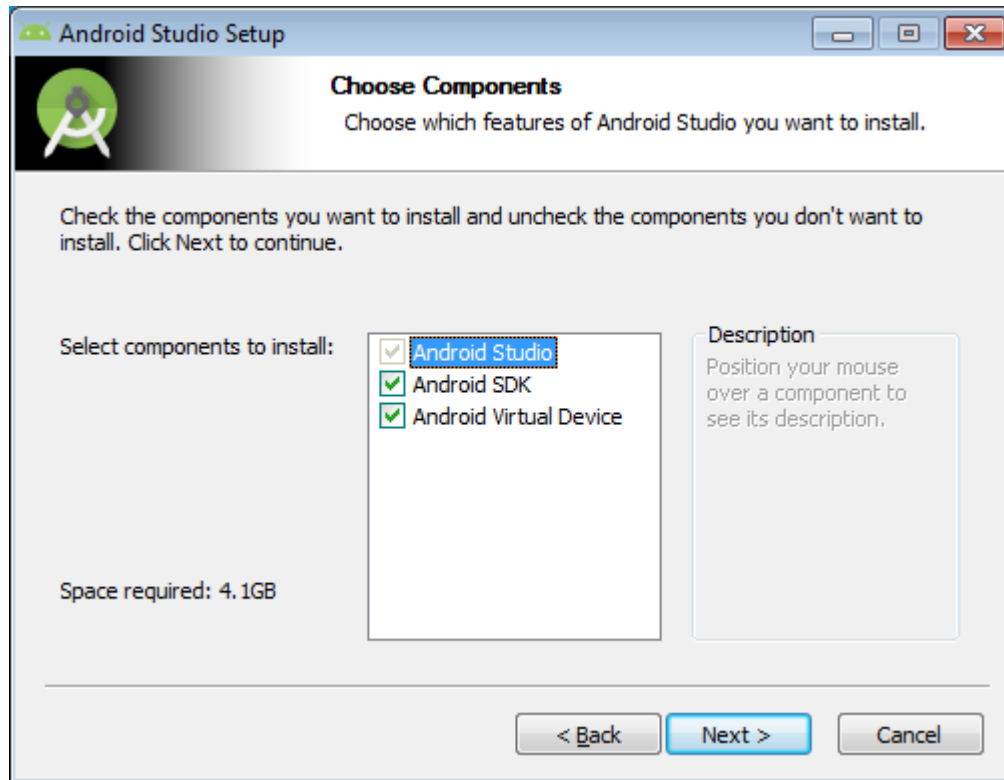 Android Studio Setup
Choose Components
Choose which features of Android Studio you want to install.
Check the components you want to install and uncheck the components you don't want to
install. Click Next to continue.
Select components to install:
Android Studio
Android SDK
Android Virtual Device
Description
Position your mouse
over a component to
see its description.
Space required: 4.1GB
< Back
Next >
Cancel